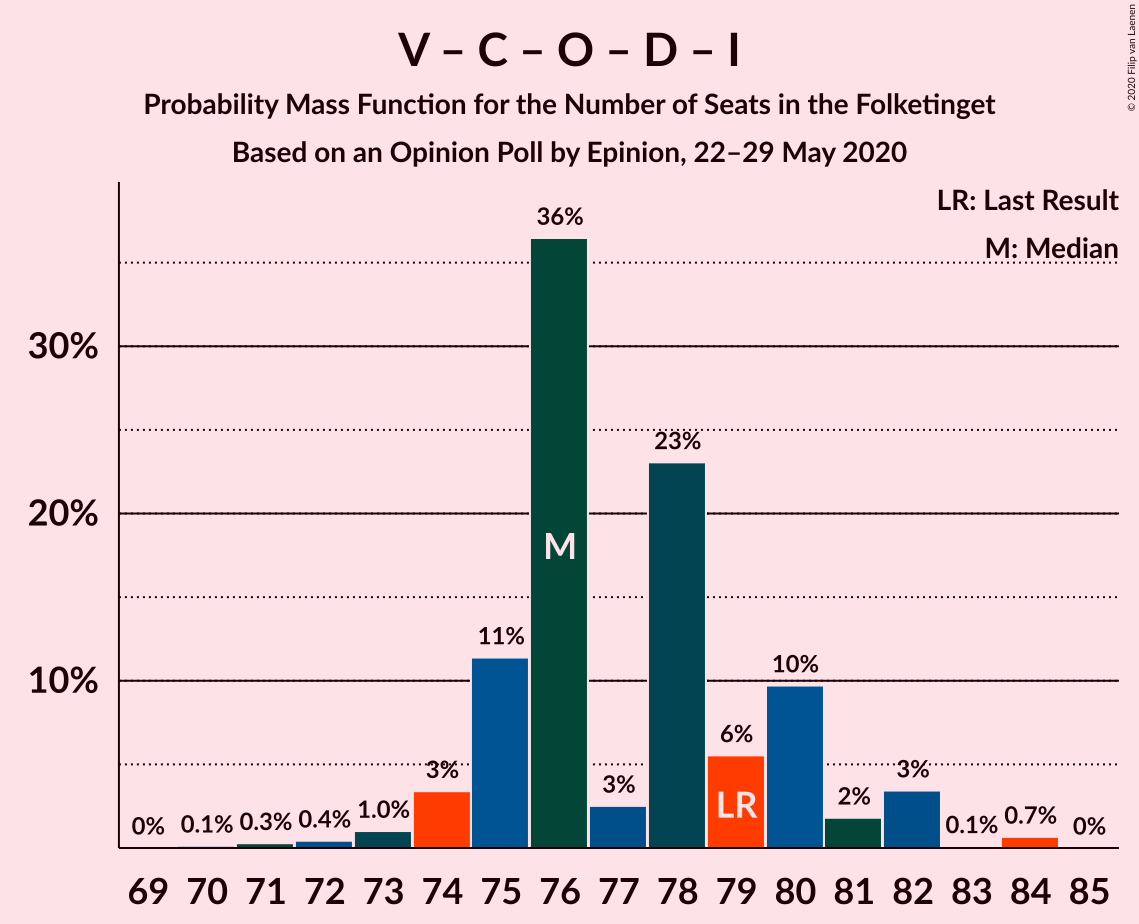 V – C – O – D – I
Probability Mass Function for the Number of Seats in the Folketinget
Based on an Opinion Poll by Epinion, 22–29 May 2020
© 2020 Filip van Laenen
LR: Last Result
M: Median
30%
20%
10%
0%
0.1%
0.3%
0.4%
1.0%
3%
11%
36%
M
3%
23%
6%
LR
10%
2%
3%
0.1%
0.7%
0%
69 70 71 72 73 74 75 76 77 78 79 80 81 82 83 84 85